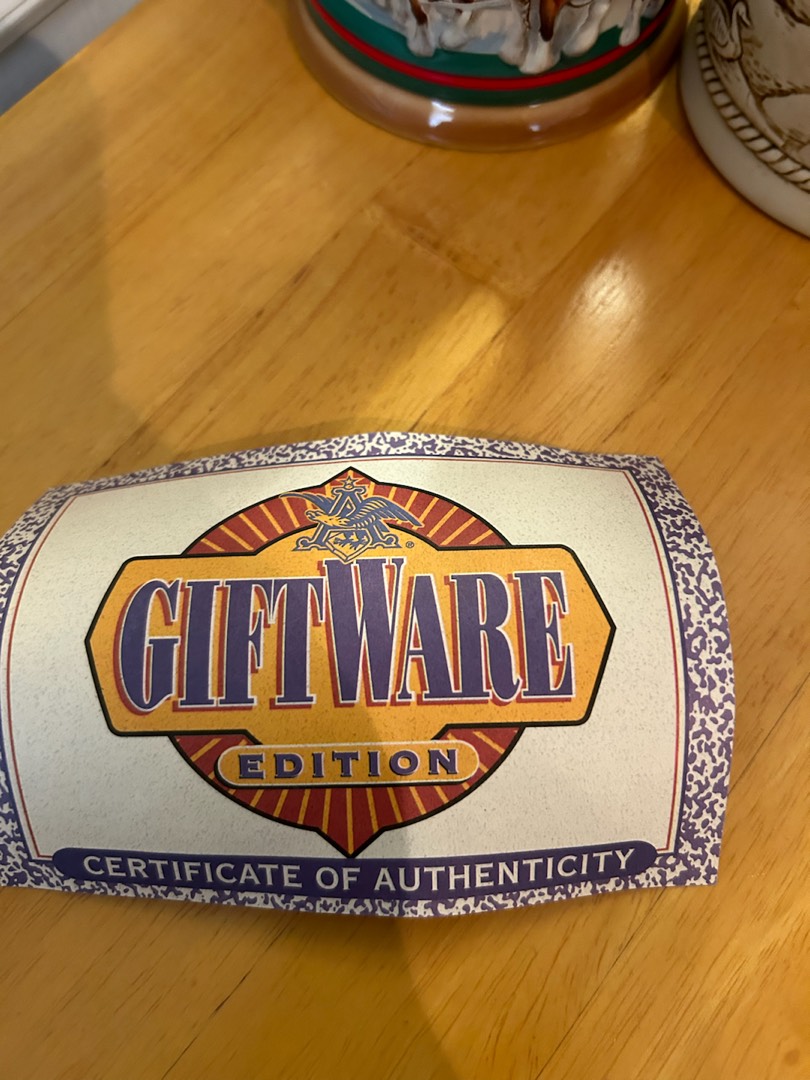 GIFTWARE
EDITION
CERTIFICATE OF AUTHENTICITY